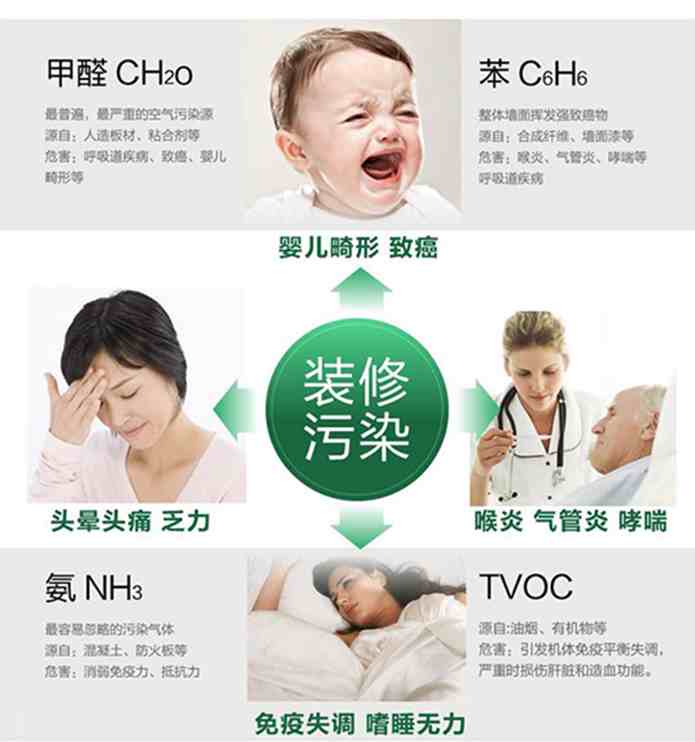 甲醛 CH2O
最普遍，最严重的空气污染源
源自：人造板材、粘合剂等
危害：呼吸道疾病、致癌、婴儿
畸形等
苯 C6H6
整体墙面挥发强致癌物
源自：合成纤维、墙面漆等
危害：喉炎、气管炎、哮喘等
呼吸道疾病
婴儿畸形 致癌
装修
污染
头晕头痛 乏力
喉炎 气管炎 哮喘
氨 NH3
最容易忽略的污染气体
源自：混凝土、防火板等
危害：消弱免疫力、抵抗力
TVOC
源自:油烟、有机物等
危害：引发机体免疫平衡失调，
严重时损伤肝脏和造血功能。
免疫失调 嗜睡无力